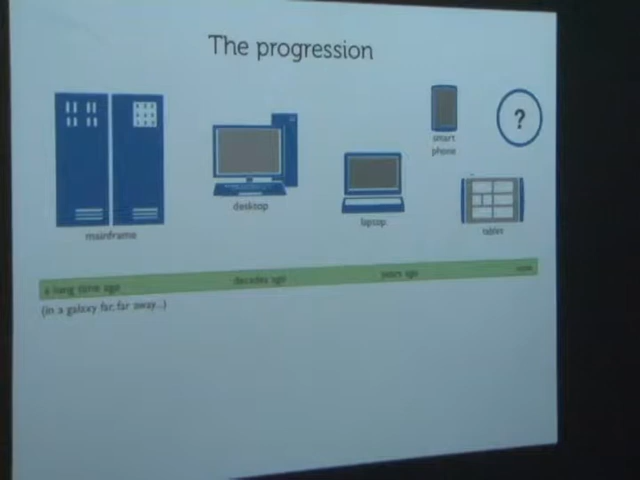 The progression
?
smart
phone
desktop
laptop
tablet
mainframe
a long time ago
decades ago
years ago
now
(in a galaxy far, far away...)